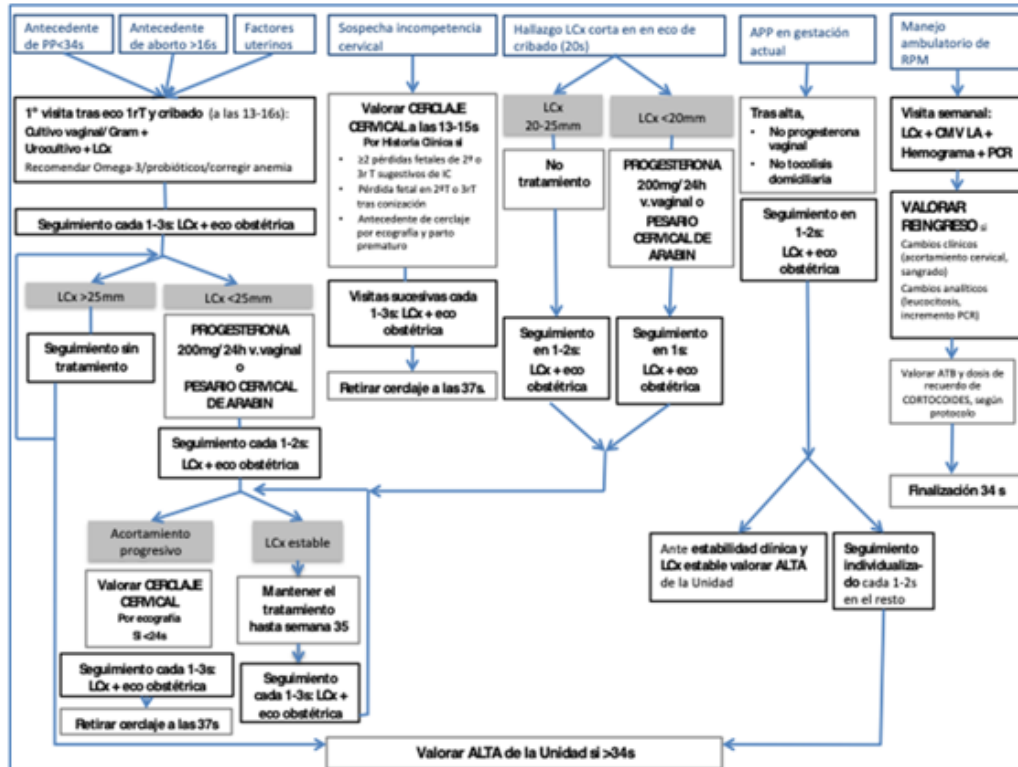 Antecedente
de PP<34s
Antecedente
de aborto >16s
Factores
uterinos
Sospecha incompetencia
cervical
Hallazgo LCx corta en en eco de
cribado (20s)
APP en gestación
actual
Manejo
ambulatorio de
RPM
1ª visita tras eco 1rT y cribado (a las 13-16s):
Cultivo vaginal/ Gram +
Urocultivo + LCx
Recomendar Omega-3/probióticos/corregir anemia
Seguimiento cada 1-3s: LCx + eco obstétrica
LCx >25mm
Seguimiento sin
tratamiento
LCx <25mm
PROGESTERONA
200mg/ 24h v.vaginal
o
PESARIO CERVICAL
DE ARABIN
Seguimiento cada 1-2s:
LCx + eco obstétrica
Acortamiento
progresivo
Valorar CERCLAJE
CERVICAL
Por ecografía
Si <24s
Seguimiento cada 1-3s:
LCx + eco obstétrica
Retirar cerclaje a las 37s
LCx estable
Mantener el
tratamiento
hasta semana 35
Seguimiento
cada 1-3s: LCx +
eco obstétrica
Valorar CERCLAJE
CERVICAL a las 13-15s
Por Historia Clínica si
• ≥2 pérdidas fetales de 2º o
3r T sugestivos de IC
• Pérdida fetal en 2ºT o 3rT
tras conización
• Antecedente de cerclaje
por ecografía y parto
prematuro
Visitas sucesivas cada
1-3s: LCx + eco
obstétrica
Retirar cerclaje a las 37s.
LCx
20-25mm
No
tratamiento
Seguimiento
en 1-2s:
LCx + eco
obstétrica
LCx <20mm
PROGESTERONA
200mg/ 24h
v.vaginal o
PESARIO
CERVICAL DE
ARABIN
Seguimiento
en 1s:
LCx + eco
obstétrica
Tras alta,
• No progesterona
vaginal
• No tocolisis
domiciliaria
Seguimiento en
1-2s:
LCx + eco
obstétrica
Ante estabilidad clínica y
LCx estable valorar ALTA
de la Unidad
Seguimiento
individualiza-
do cada 1-2s
en el resto
Visita semanal:
LCx + CMV LA +
Hemograma + PCR
VALORAR
REINGRESO si
Cambios clínicos
(acortamiento cervical,
sangrado)
Cambios analíticos
(leucocitosis,
incremento PCR)
Valorar ATB y dosis de
recuerdo de
CORTOCOIDES, según
protocolo
Finalización 34 s
Valorar ALTA de la Unidad si >34s